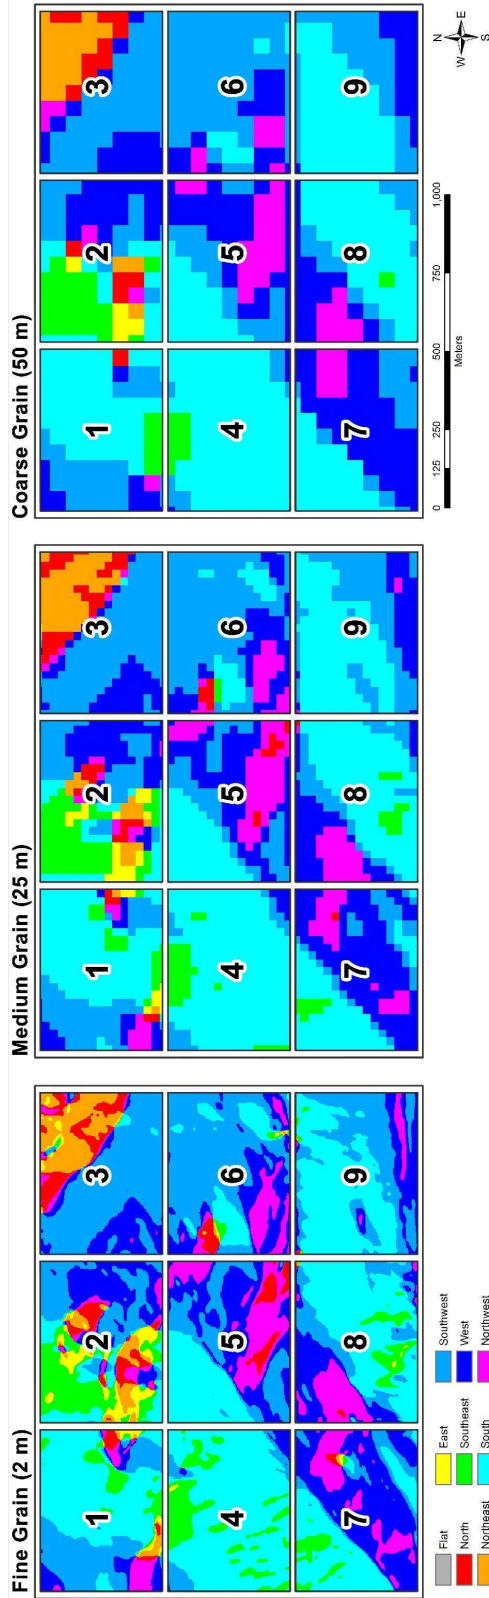 Fine Grain (2 m)
1
2
3
4
5
6
7
8
9
Medium Grain (25 m)
1
2
3
4
5
6
7
8
9
Coarse Grain (50 m)
1
2
3
4
5
6
7
8
9
Flat
North
Northeast
East
Southeast
South
Southwest
West
Northwest
0 125 250 500 750 1,000
Meters
N
W E
S